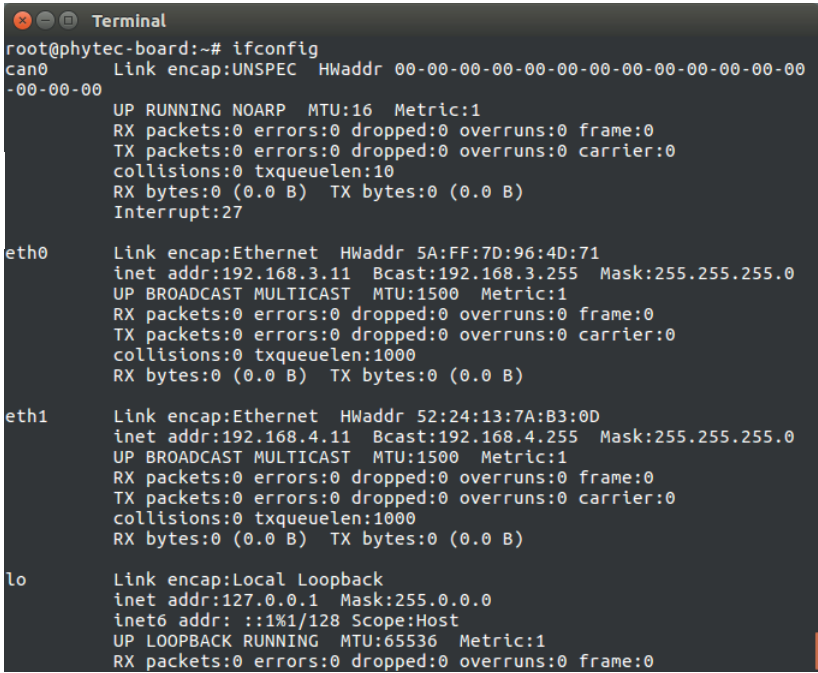 Terminal
root@phytec-board:~# ifconfig
can0      Link encap:UNSPEC  HWaddr 00-00-00-00-00-00-00-00-00-00-00-00-00
-00-00-00
          UP RUNNING NOARP  MTU:16  Metric:1
          RX packets:0 errors:0 dropped:0 overruns:0 frame:0
          TX packets:0 errors:0 dropped:0 overruns:0 carrier:0
          collisions:0 txqueuelen:10
          RX bytes:0 (0.0 B)  TX bytes:0 (0.0 B)
          Interrupt:27
eth0      Link encap:Ethernet  HWaddr 5A:FF:7D:96:4D:71
          inet addr:192.168.3.11  Bcast:192.168.3.255  Mask:255.255.255.0
          UP BROADCAST MULTICAST  MTU:1500  Metric:1
          RX packets:0 errors:0 dropped:0 overruns:0 frame:0
          TX packets:0 errors:0 dropped:0 overruns:0 carrier:0
          collisions:0 txqueuelen:1000
          RX bytes:0 (0.0 B)  TX bytes:0 (0.0 B)
eth1      Link encap:Ethernet  HWaddr 52:24:13:7A:B3:0D
          inet addr:192.168.4.11  Bcast:192.168.4.255  Mask:255.255.255.0
          UP BROADCAST MULTICAST  MTU:1500  Metric:1
          RX packets:0 errors:0 dropped:0 overruns:0 frame:0
          TX packets:0 errors:0 dropped:0 overruns:0 carrier:0
          collisions:0 txqueuelen:1000
          RX bytes:0 (0.0 B)  TX bytes:0 (0.0 B)
lo        Link encap:Local Loopback
          inet addr:127.0.0.1  Mask:255.0.0.0
          inet6 addr: ::1%1/128 Scope:Host
          UP LOOPBACK RUNNING  MTU:65536  Metric:1
          RX packets:0 errors:0 dropped:0 overruns:0 frame:0